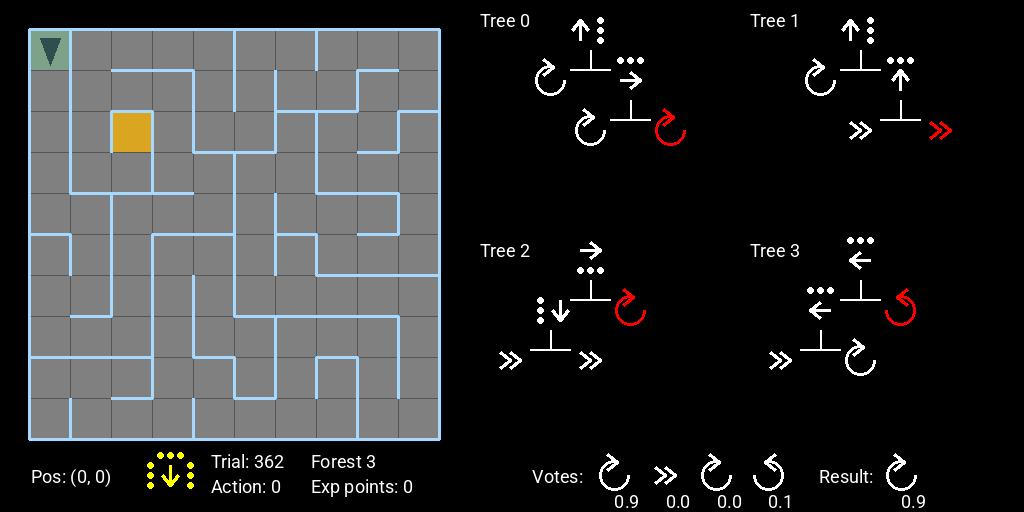 Tree 0
Tree 1
Tree 2
Tree 3
Pos: (0, 0)
Trial: 362
Forest 3
Action: 0
Exp points: 0
Votes:
0.9
0.0
0.0
0.1
Result:
0.9